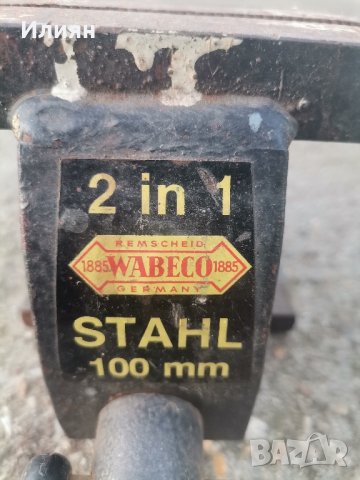 Илиян
2 in 1
REMSCHEID
1885 WABECO 1885
GERMANY
STAHL
100 mm
BAZAR